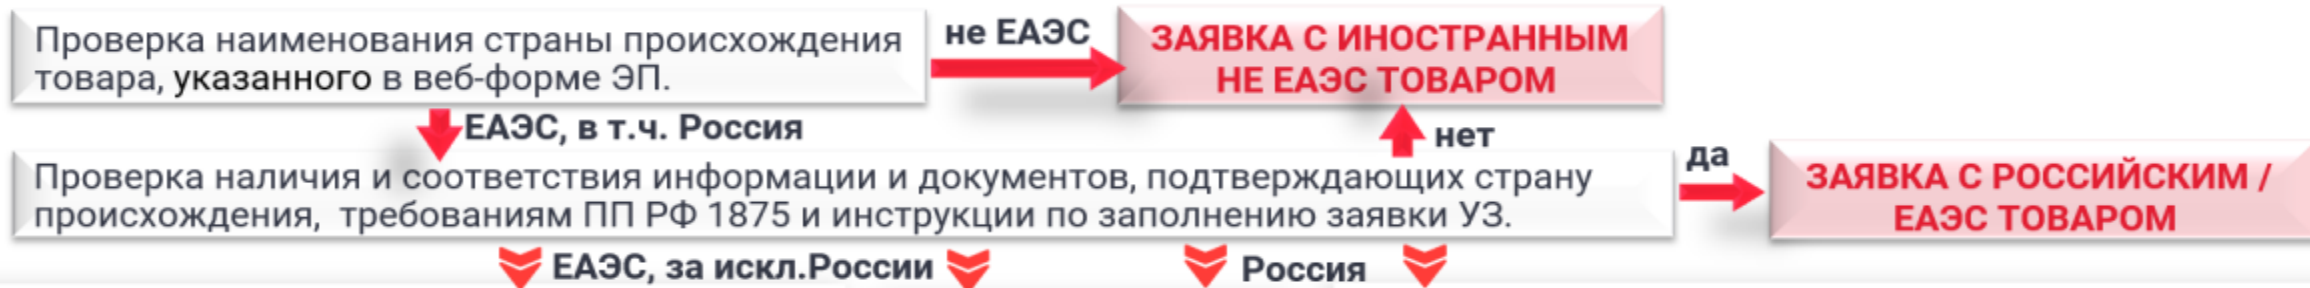 Проверка наименования страны происхождения
товара, указанного в веб-форме ЭП.
не ЕАЭС
ЗАЯВКА С ИНОСТРАННЫМ
НЕ ЕАЭС ТОВАРОМ
ЕАЭС, в т.ч. Россия
нет
Проверка наличия и соответствия информации и документов, подтверждающих страну
происхождения, требованиям ПП РФ 1875 и инструкции по заполнению заявки УЗ.
да
ЗАЯВКА С РОССИЙСКИМ /
ЕАЭС ТОВАРОМ
ЕАЭС, за искл.России
Россия